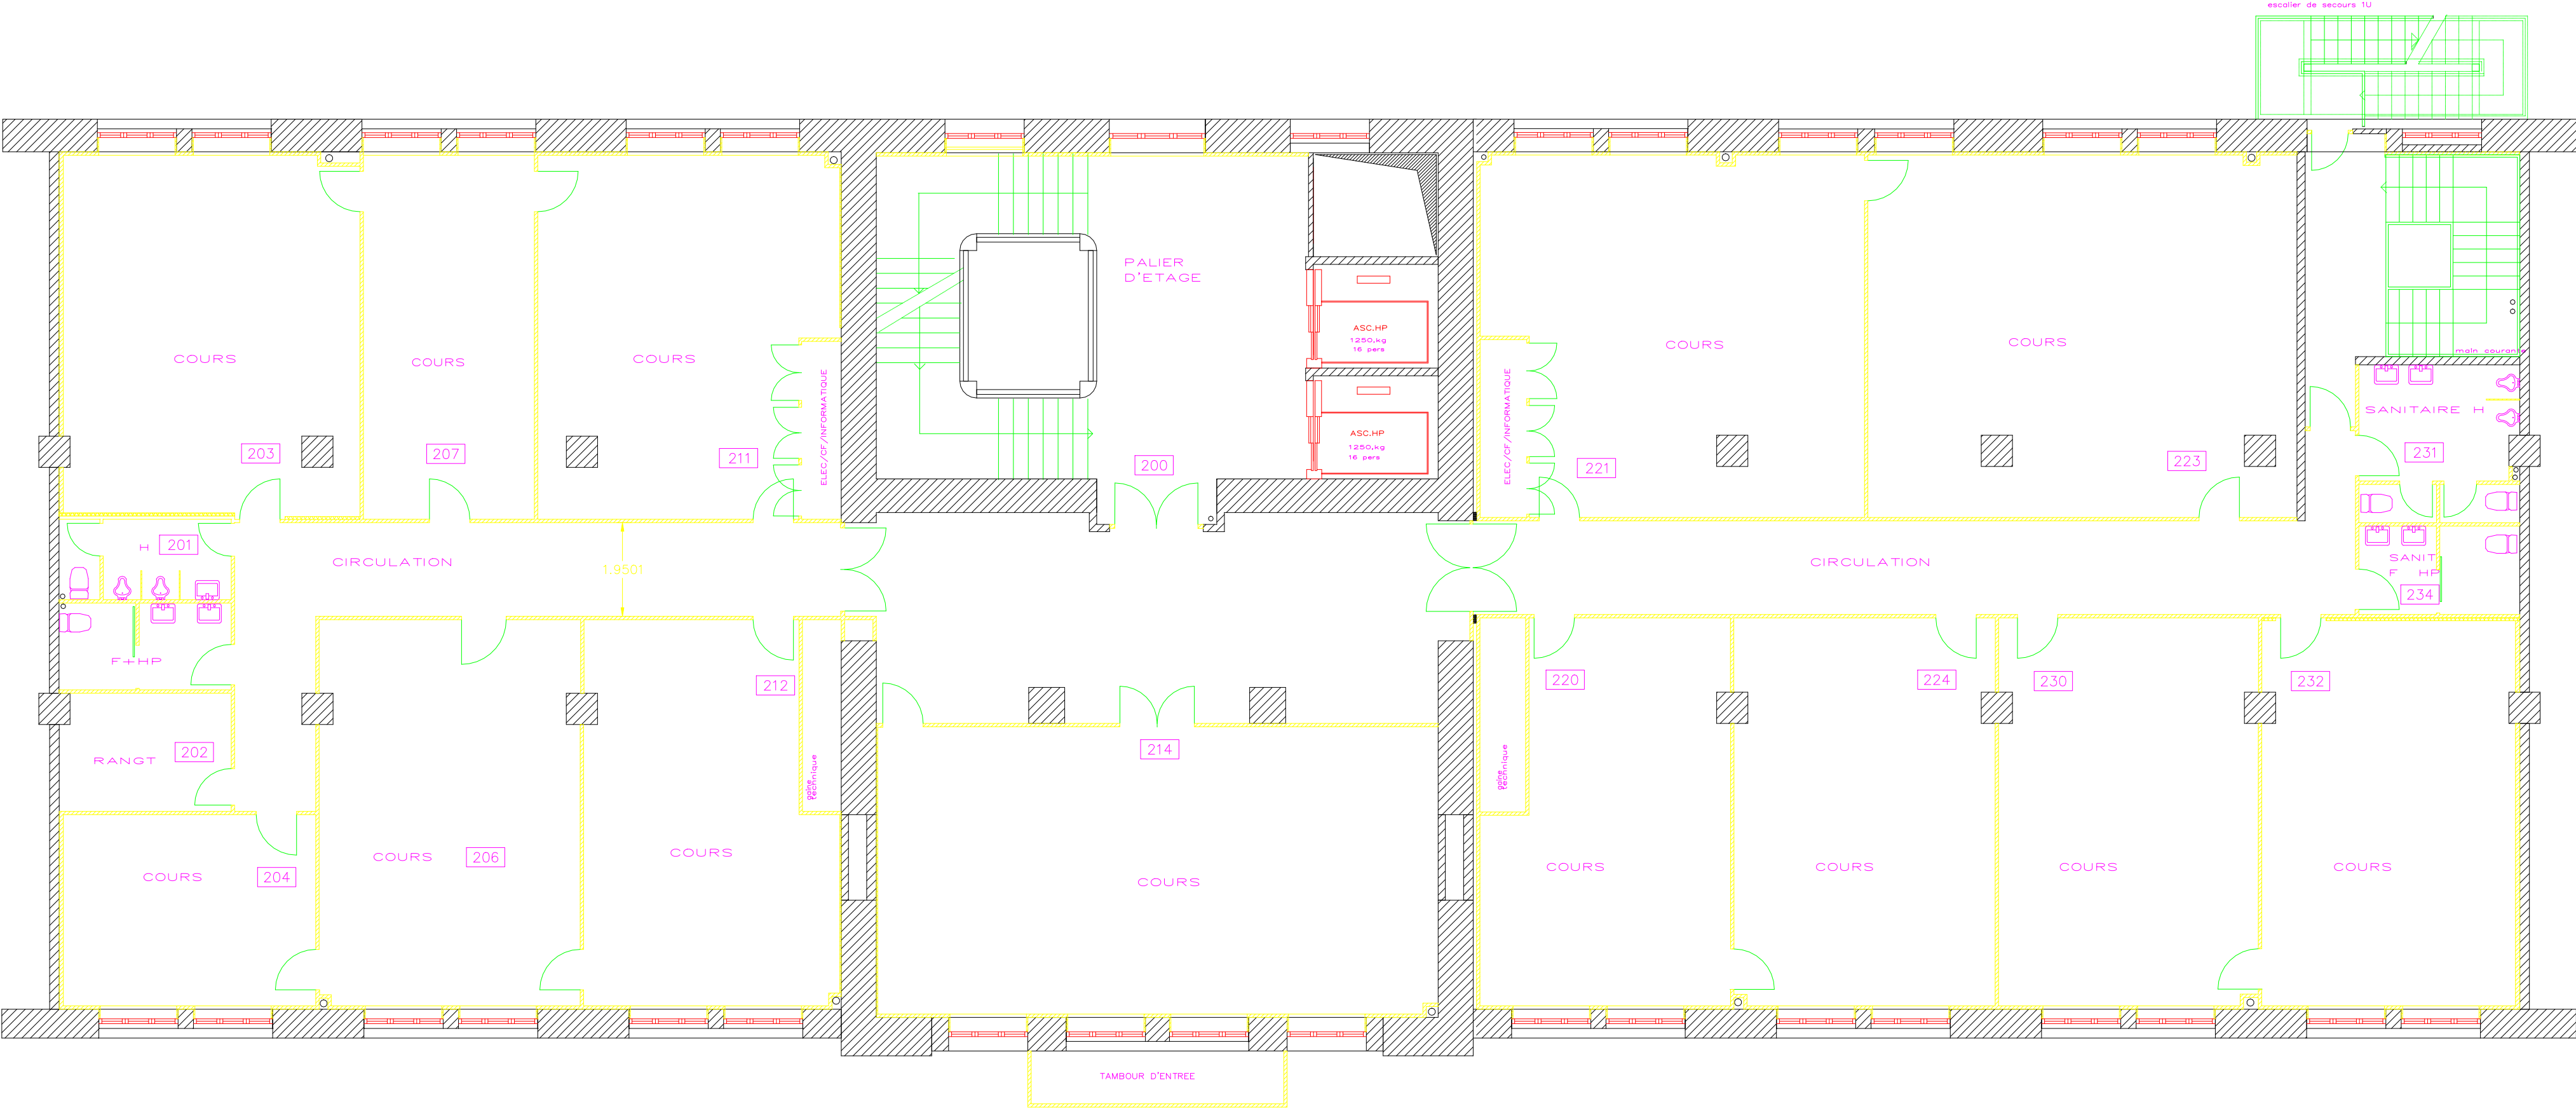 escalier de secours 1U
PALIER
D'ETAGE
ASC.HP
1250.kg
16 pers
ASC.HP
1250.kg
16 pers
200
COURS
203
COURS
207
COURS
211
ELEC/CF/INFORMATIQUE
ELEC/CF/INFORMATIQUE
COURS
221
COURS
223
main courante
SANITAIRE H
231
H
201
CIRCULATION
1.9501
CIRCULATION
SANIT
F HP
234
F+HP
RANGT
202
COURS
204
COURS
206
COURS
212
gaine
technique
214
COURS
220
gaine
technique
COURS
224
COURS
230
COURS
232
COURS
TAMBOUR D'ENTREE